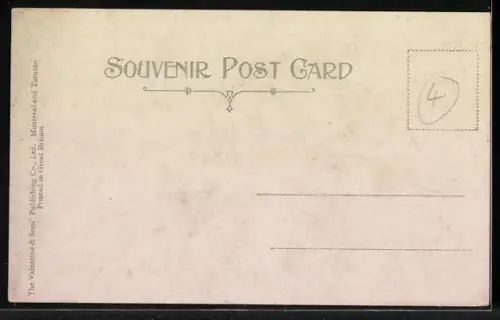 SOUVENIR POST CARD
4
The Valentine & Sons' Publishing Co., Ltd. Montreal and Toronto
Printed in Great Britain